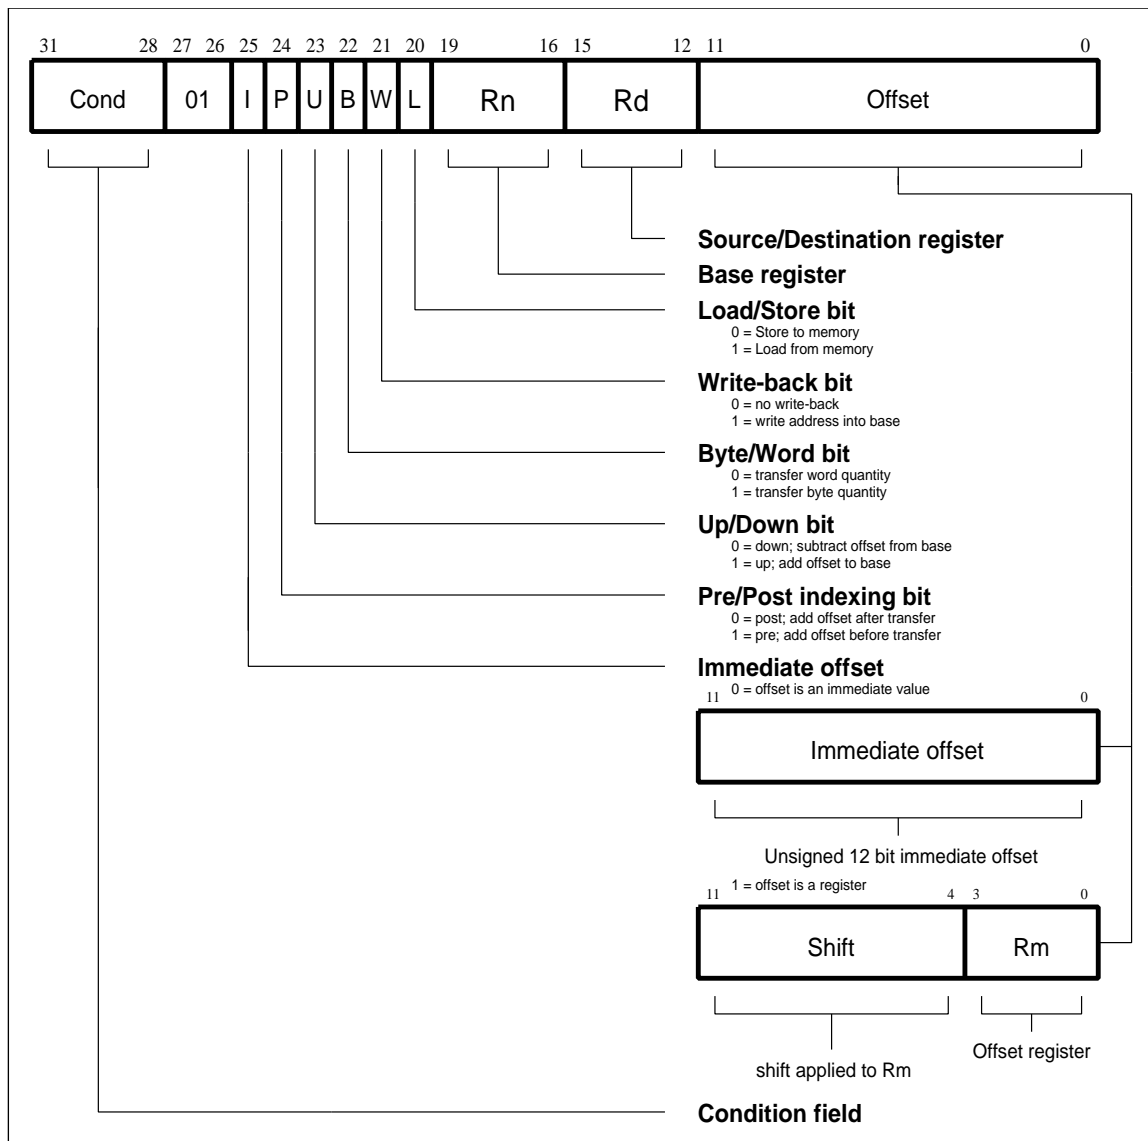 31 28 27 26 25 24 23 22 21 20 19 16 15 12 11 0
Cond 01 I P U B W L Rn Rd Offset
Source/Destination register
Base register
Load/Store bit
0 = Store to memory
1 = Load from memory
Write-back bit
0 = no write-back
1 = write address into base
Byte/Word bit
0 = transfer word quantity
1 = transfer byte quantity
Up/Down bit
0 = down; subtract offset from base
1 = up; add offset to base
Pre/Post indexing bit
0 = post; add offset after transfer
1 = pre; add offset before transfer
Immediate offset
0 = offset is an immediate value
11 0
Immediate offset
Unsigned 12 bit immediate offset
1 = offset is a register
11 4 3 0
Shift Rm
Offset register
shift applied to Rm
Condition field